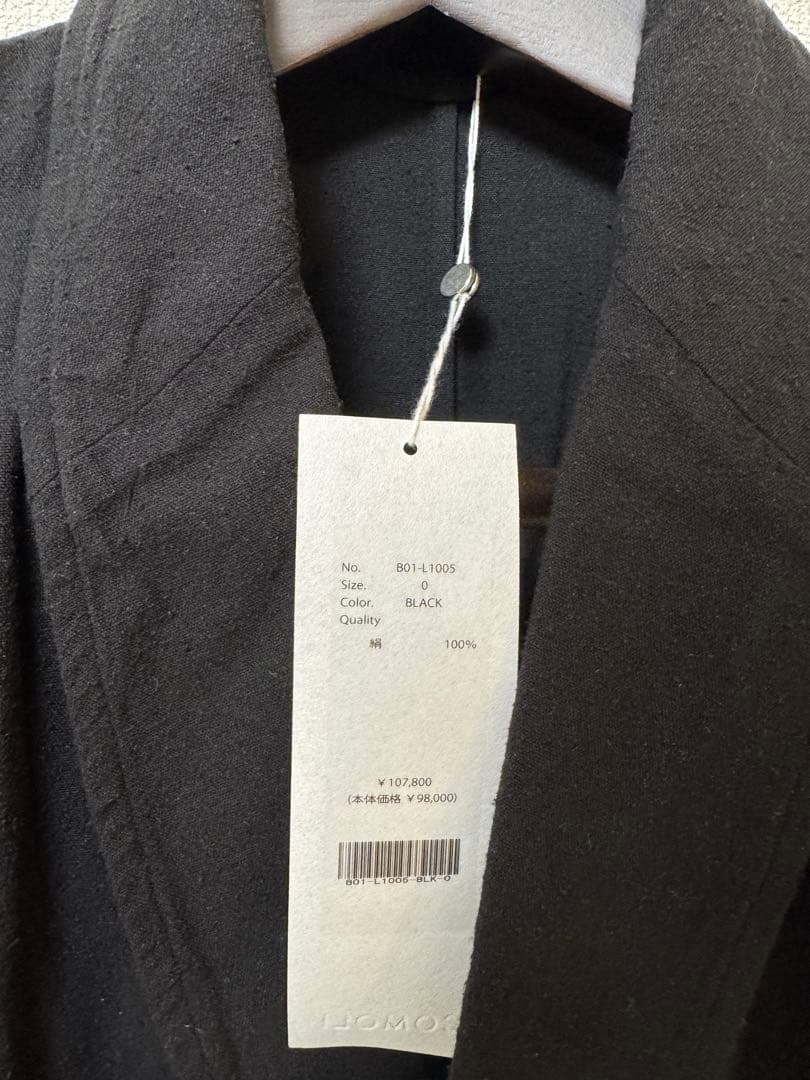 No. B01-L1005
Size. 0
Color. BLACK
Quality
絹 100%
￥107,800
(本体価格 ￥98,000)
B01-L1005-BLK-0